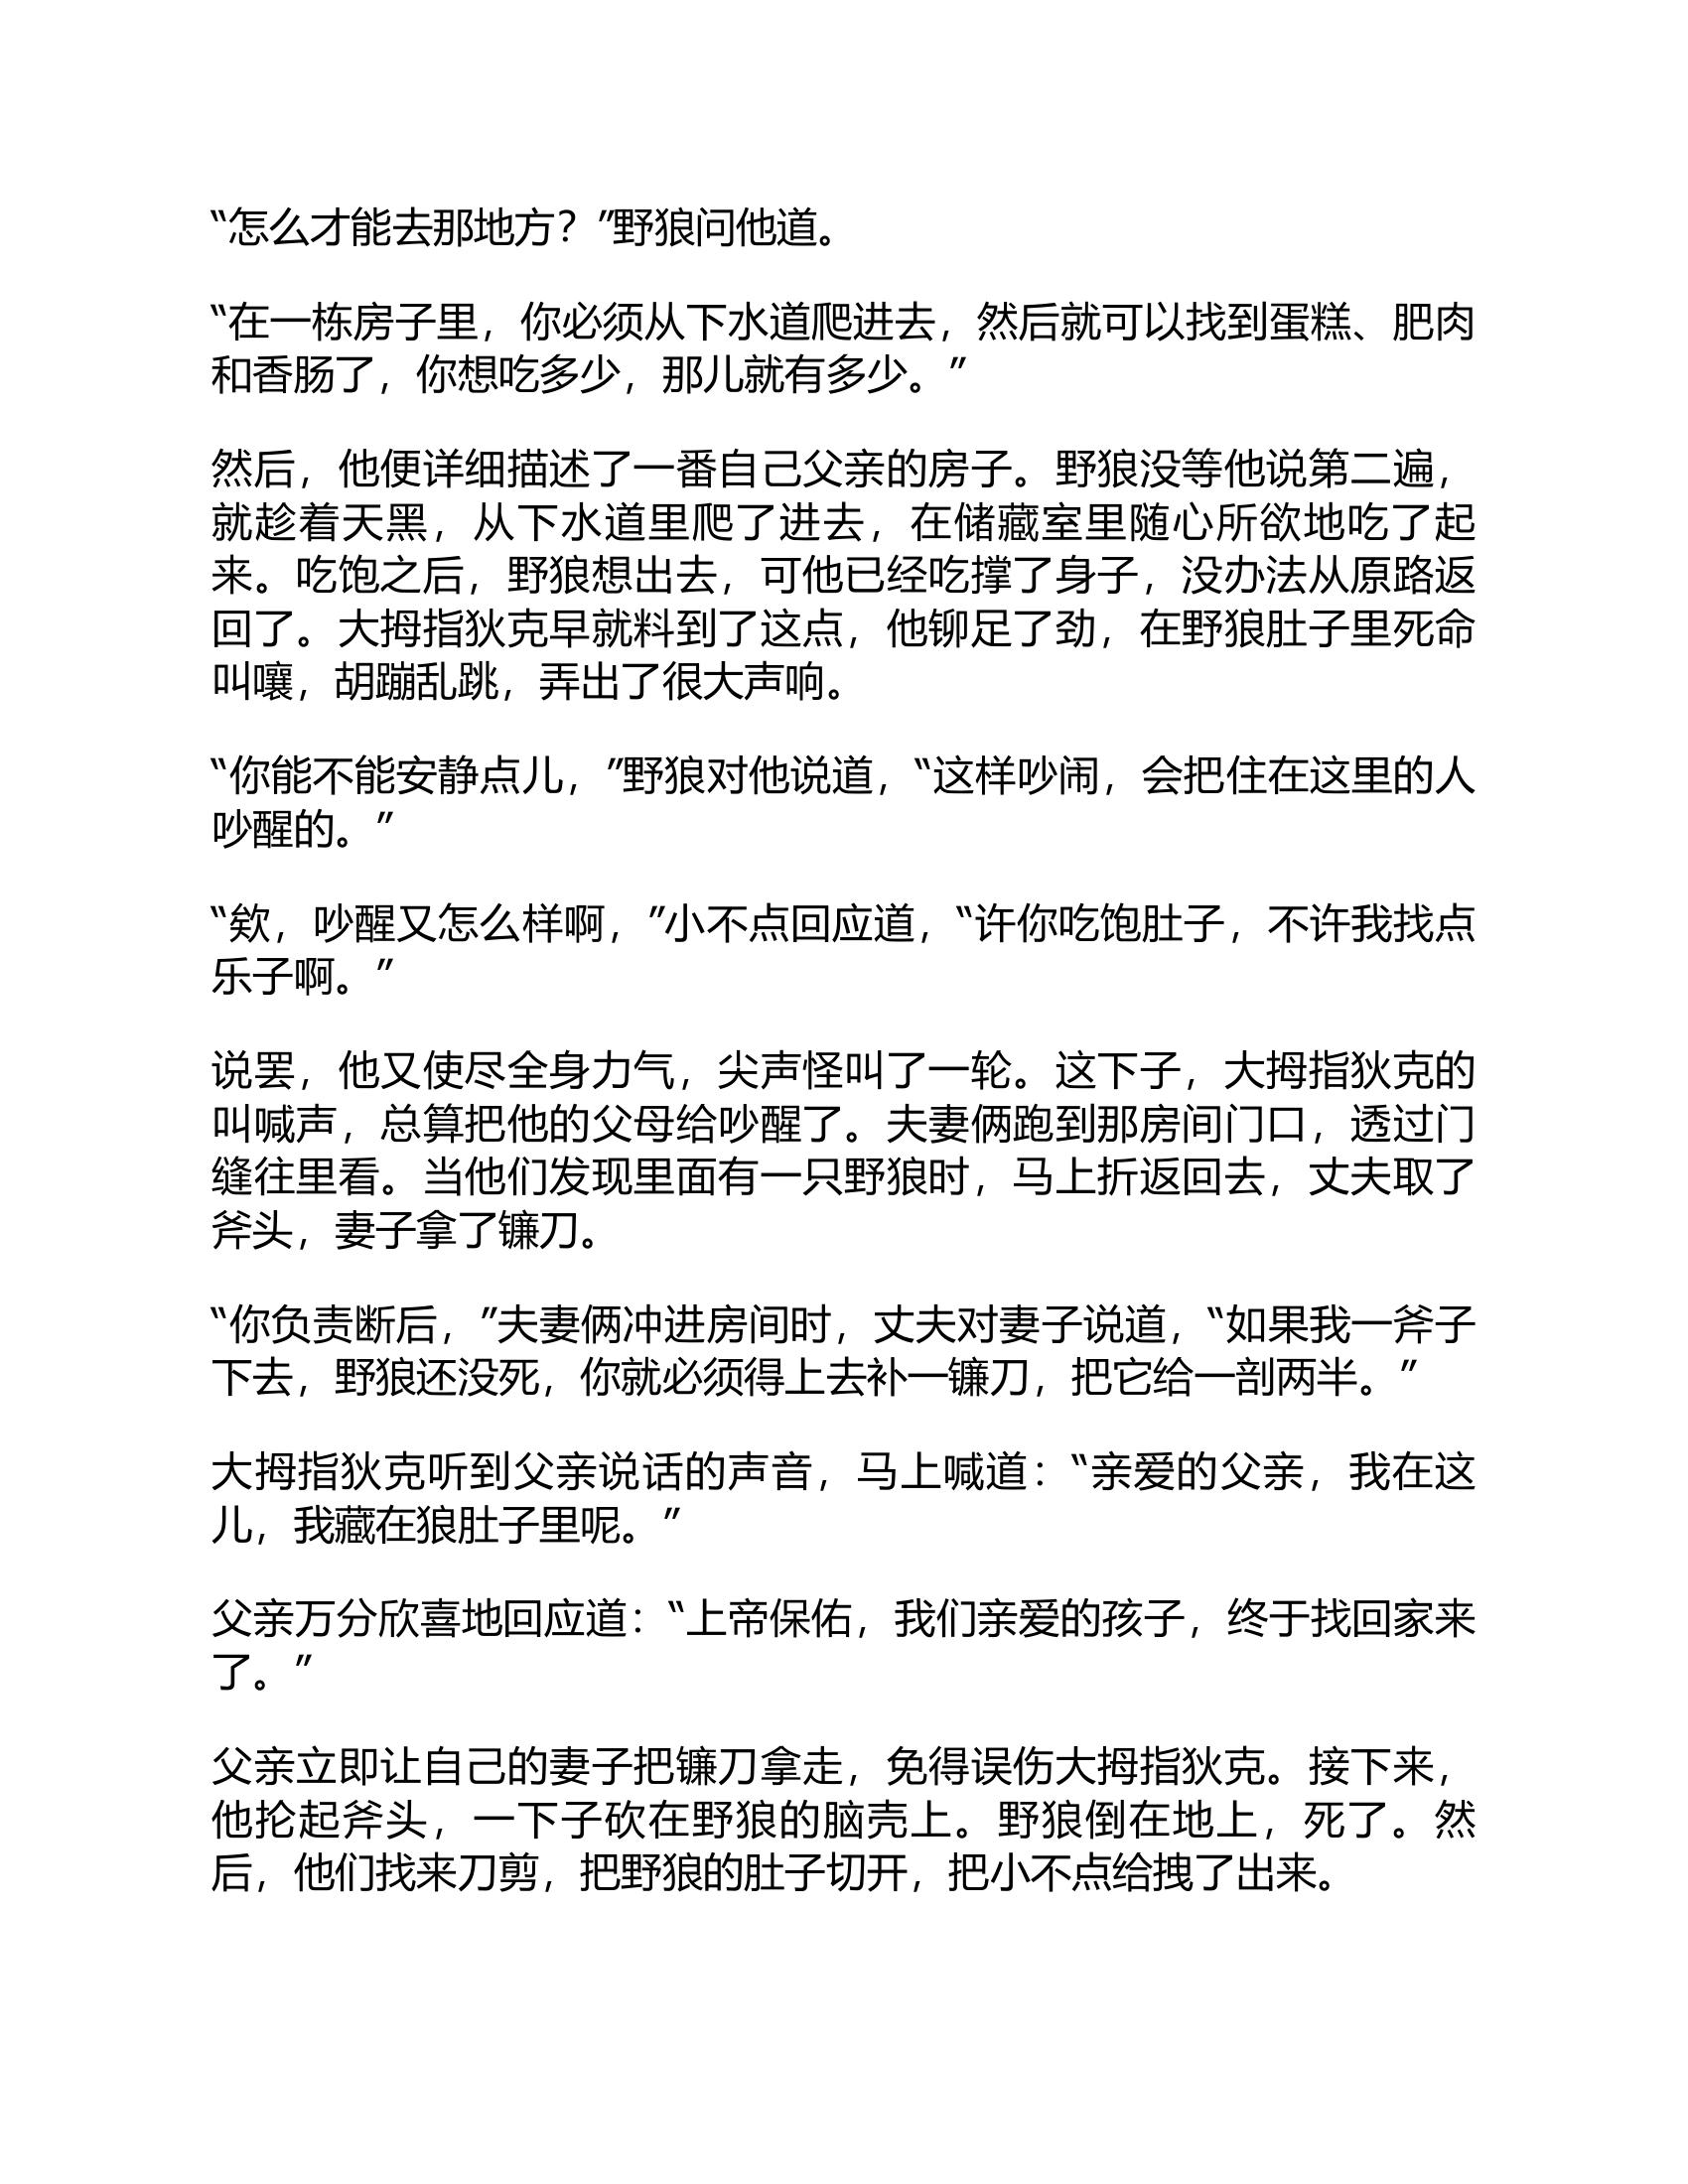 “怎么才能去那地方？”野狼问他道。
“在一栋房子里，你必须从下水道爬进去，然后就可以找到蛋糕、肥肉
和香肠了，你想吃多少，那儿就有多少。”
然后，他便详细描述了一番自己父亲的房子。野狼没等他说第二遍，
就趁着天黑，从下水道里爬了进去，在储藏室里随心所欲地吃了起
来。吃饱之后，野狼想出去，可他已经吃撑了身子，没办法从原路返
回了。大拇指狄克早就料到了这点，他铆足了劲，在野狼肚子里死命
叫嚷，胡蹦乱跳，弄出了很大声响。
“你能不能安静点儿，”野狼对他说道，“这样吵闹，会把住在这里的人
吵醒的。”
“欸，吵醒又怎么样啊，”小不点回应道，“许你吃饱肚子，不许我找点
乐子啊。”
说罢，他又使尽全身力气，尖声怪叫了一轮。这下子，大拇指狄克的
叫喊声，总算把他的父母给吵醒了。夫妻俩跑到那房间门口，透过门
缝往里看。当他们发现里面有一只野狼时，马上折返回去，丈夫取了
斧头，妻子拿了镰刀。
“你负责断后，”夫妻俩冲进房间时，丈夫对妻子说道，“如果我一斧子
下去，野狼还没死，你就必须得上去补一镰刀，把它给一剖两半。”
大拇指狄克听到父亲说话的声音，马上喊道：“亲爱的父亲，我在这
儿，我藏在狼肚子里呢。”
父亲万分欣喜地回应道：“上帝保佑，我们亲爱的孩子，终于找回家来
了。”
父亲立即让自己的妻子把镰刀拿走，免得误伤大拇指狄克。接下来，
他抡起斧头，一下子砍在野狼的脑壳上。野狼倒在地上，死了。然
后，他们找来刀剪，把野狼的肚子切开，把小不点给拽了出来。